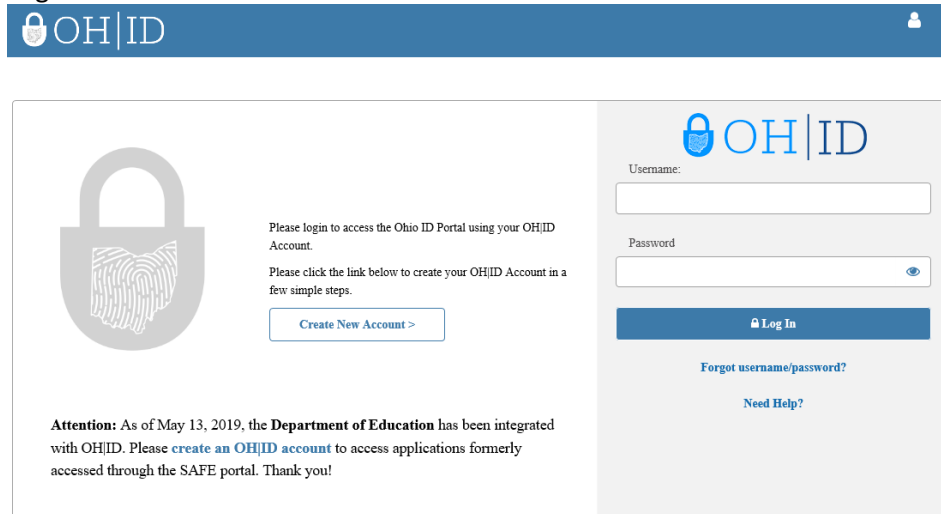 OH|ID
Please login to access the Ohio ID Portal using your OH|ID
Account.
Please click the link below to create your OH|ID Account in a
few simple steps.
Create New Account >
Attention: As of May 13, 2019, the Department of Education has been integrated
with OH|ID. Please create an OH|ID account to access applications formerly
accessed through the SAFE portal. Thank you!
OH|ID
Username:
Password
Log In
Forgot username/password?
Need Help?